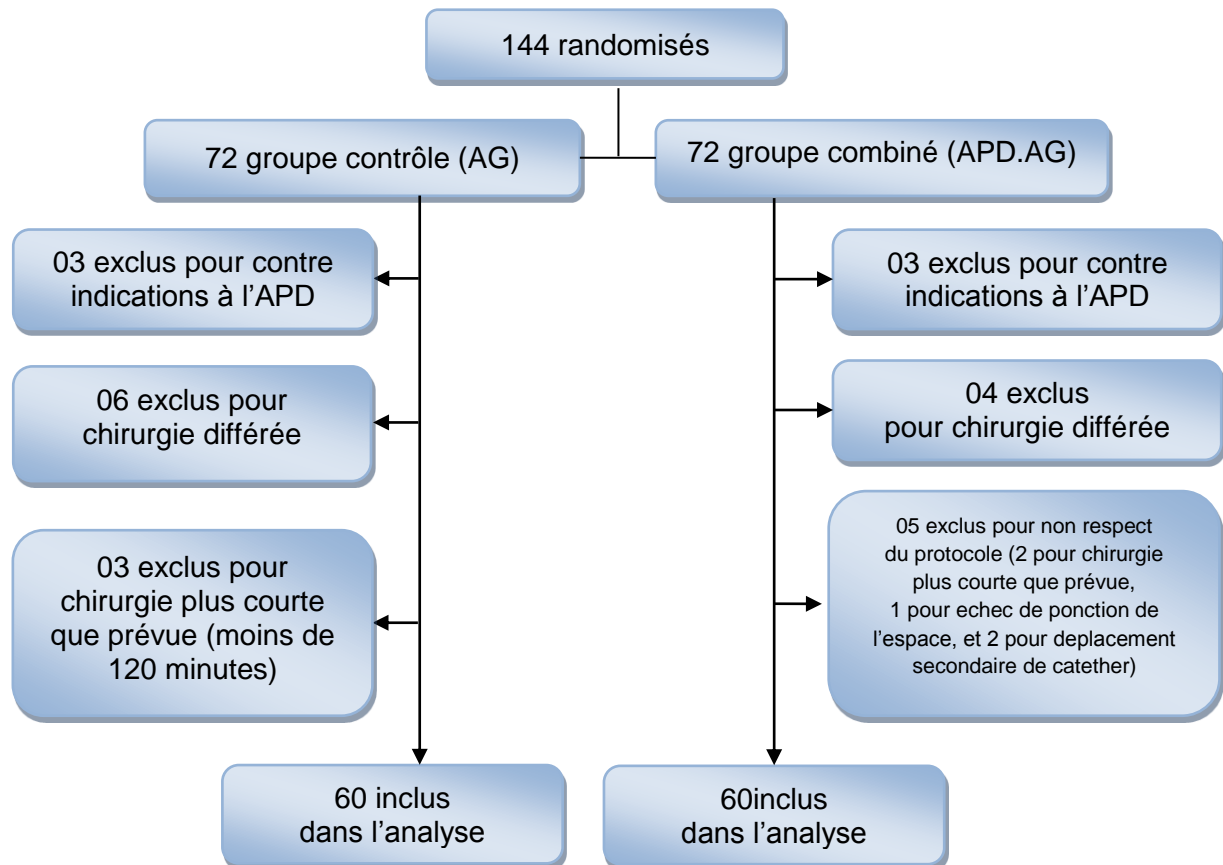 144 randomisés
72 groupe contrôle (AG)
72 groupe combiné (APD.AG)
03 exclus pour contre
indications à l’APD
03 exclus pour contre
indications à l’APD
06 exclus pour
chirurgie différée
04 exclus
pour chirurgie différée
03 exclus pour
chirurgie plus courte
que prévue (moins de
120 minutes)
05 exclus pour non respect
du protocole (2 pour chirurgie
plus courte que prévue,
1 pour echec de ponction de
l’espace, et 2 pour deplacement
secondaire de catether)
60 inclus
dans l’analyse
60inclus
dans l’analyse